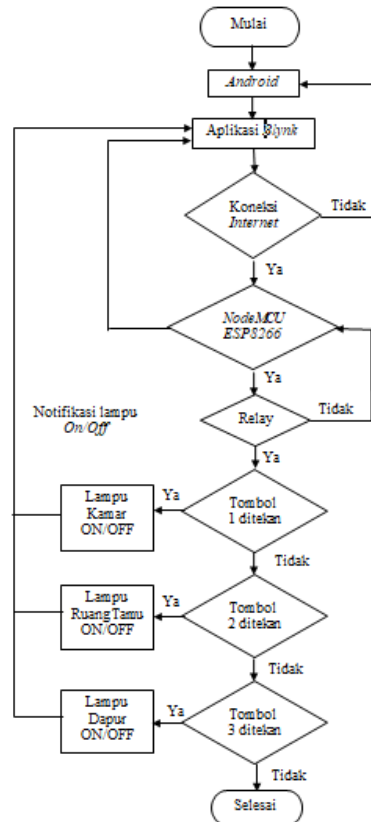 Mulai
Android
Aplikasi Blynk
Koneksi
Internet
Tidak
Ya
NodeMCU
ESP8266
Ya
Notifikasi lampu
On/Off
Relay
Tidak
Ya
Lampu
Kamar
ON/OFF
Ya
Tombol
1 ditekan
Tidak
Lampu
Ruang Tamu
ON/OFF
Ya
Tombol
2 ditekan
Tidak
Lampu
Dapur
ON/OFF
Ya
Tombol
3 ditekan
Tidak
Selesai